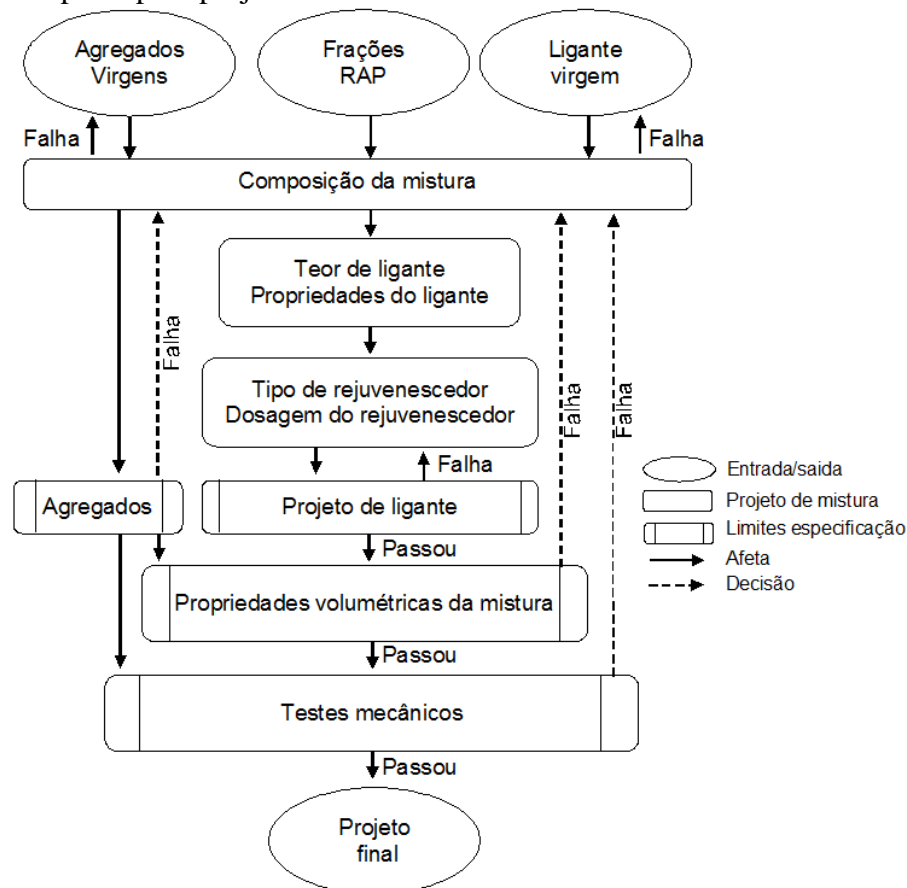 Agregados
Virgens
Frações
RAP
Ligante
virgem
Falha
Falha
Composição da mistura
Teor de ligante
Propriedades do ligante
Falha
Tipo de rejuvenescedor
Dosagem do rejuvenescedor
Falha
Falha
Falha
Agregados
Projeto de ligante
Passou
Propriedades volumétricas da mistura
Passou
Testes mecânicos
Passou
Projeto
final
Entrada/saida
Projeto de mistura
Limites especificação
Afeta
Decisão